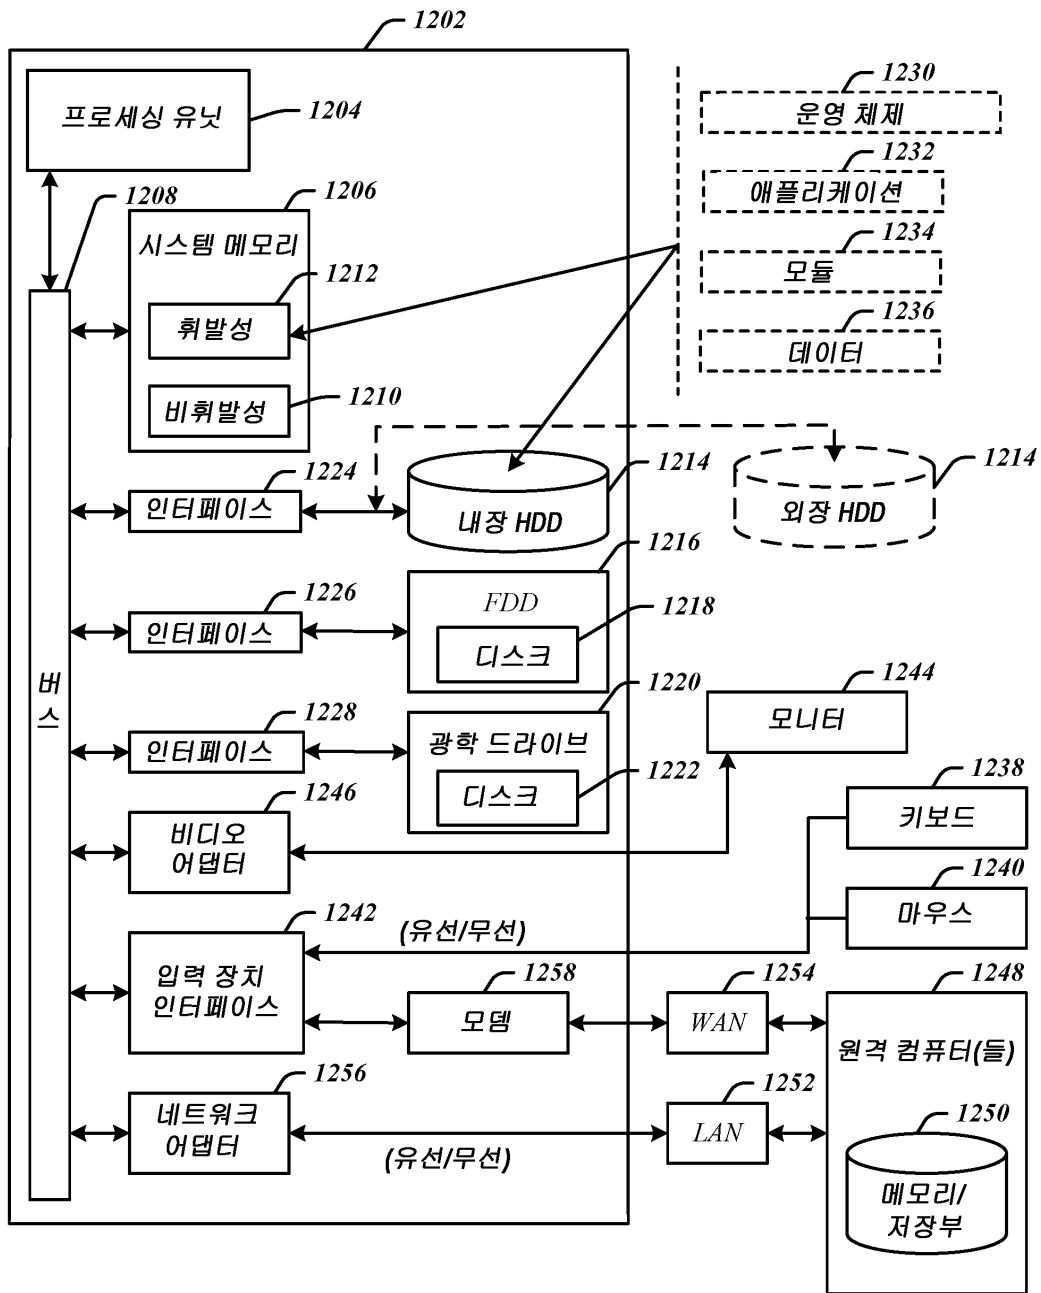 1202
프로세싱 유닛
1204
1208
1206
시스템 메모리
1212
휘발성
비휘발성
1210
1230
운영 체제
1232
애플리케이션
1234
모듈
1236
데이터
1224
인터페이스
1214
내장 HDD
1214
외장 HDD
1216
FDD
1218
디스크
1226
인터페이스
버스
1228
인터페이스
1220
광학 드라이브
1222
디스크
1244
모니터
1246
비디오
어댑터
1238
키보드
1240
마우스
1242
(유선/무선)
입력 장치
인터페이스
1258
모뎀
1254
WAN
1248
원격 컴퓨터(들)
1256
네트워크
어댑터
(유선/무선)
1252
LAN
1250
메모리/
저장부